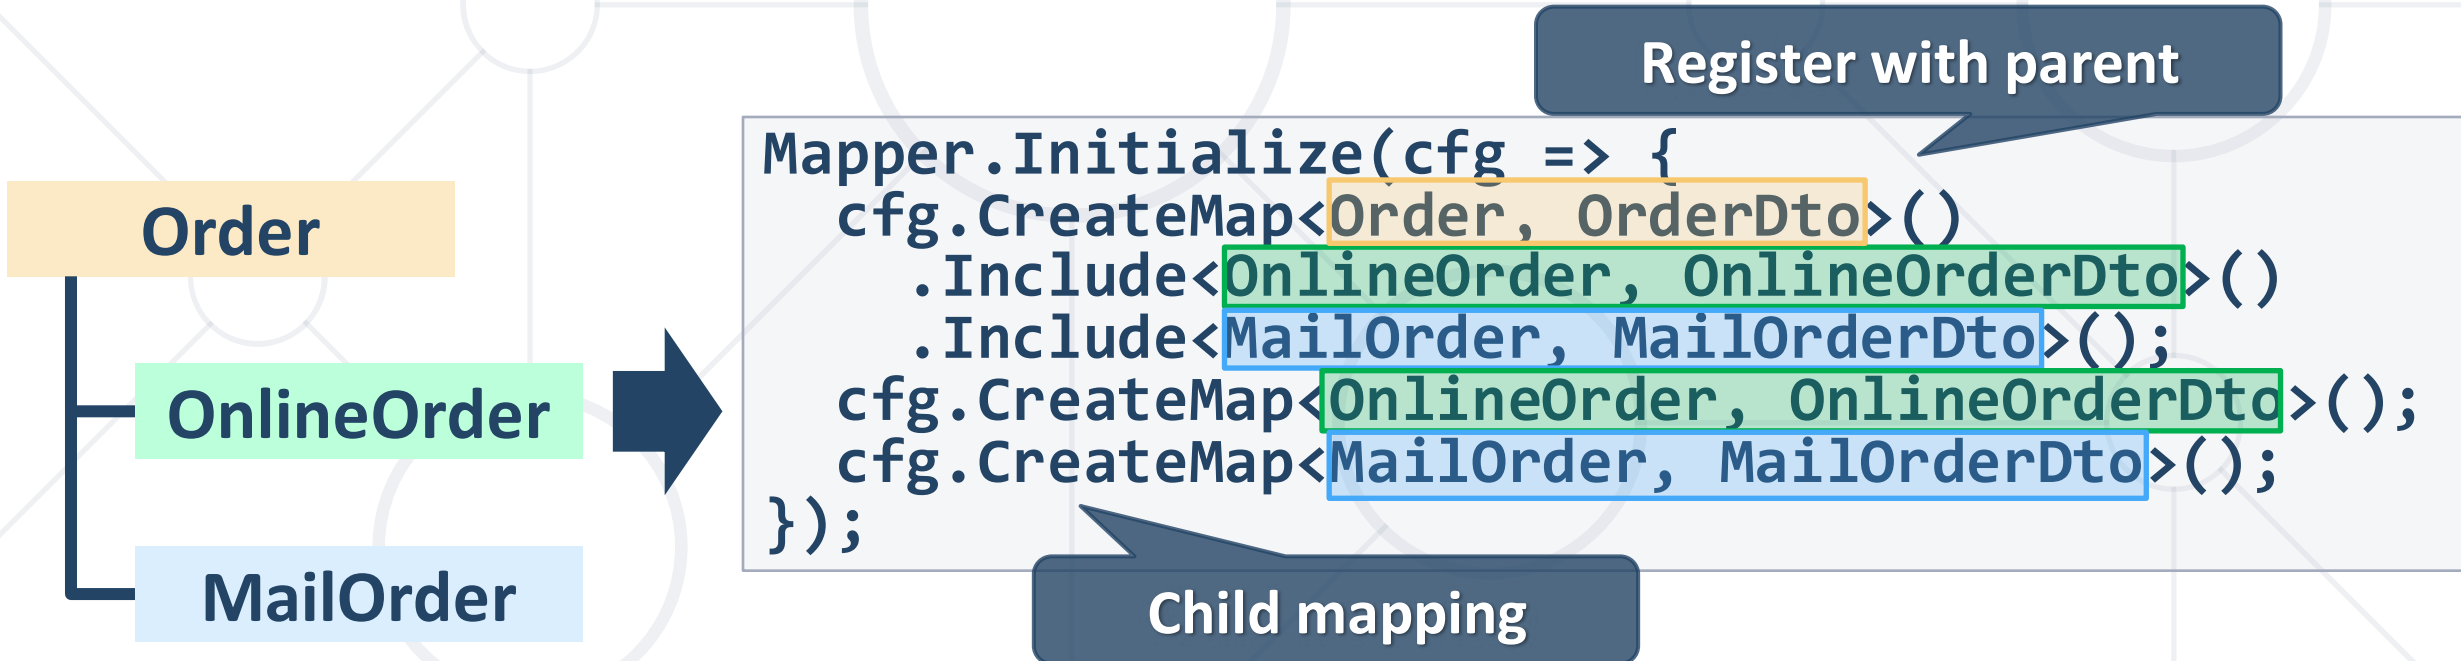 Register with parent
Order
OnlineOrder
MailOrder
Mapper.Initialize(cfg => {
  cfg.CreateMap<Order, OrderDto>()
    .Include<OnlineOrder, OnlineOrderDto>()
    .Include<MailOrder, MailOrderDto>();
  cfg.CreateMap<OnlineOrder, OnlineOrderDto>();
  cfg.CreateMap<MailOrder, MailOrderDto>();
});
Child mapping